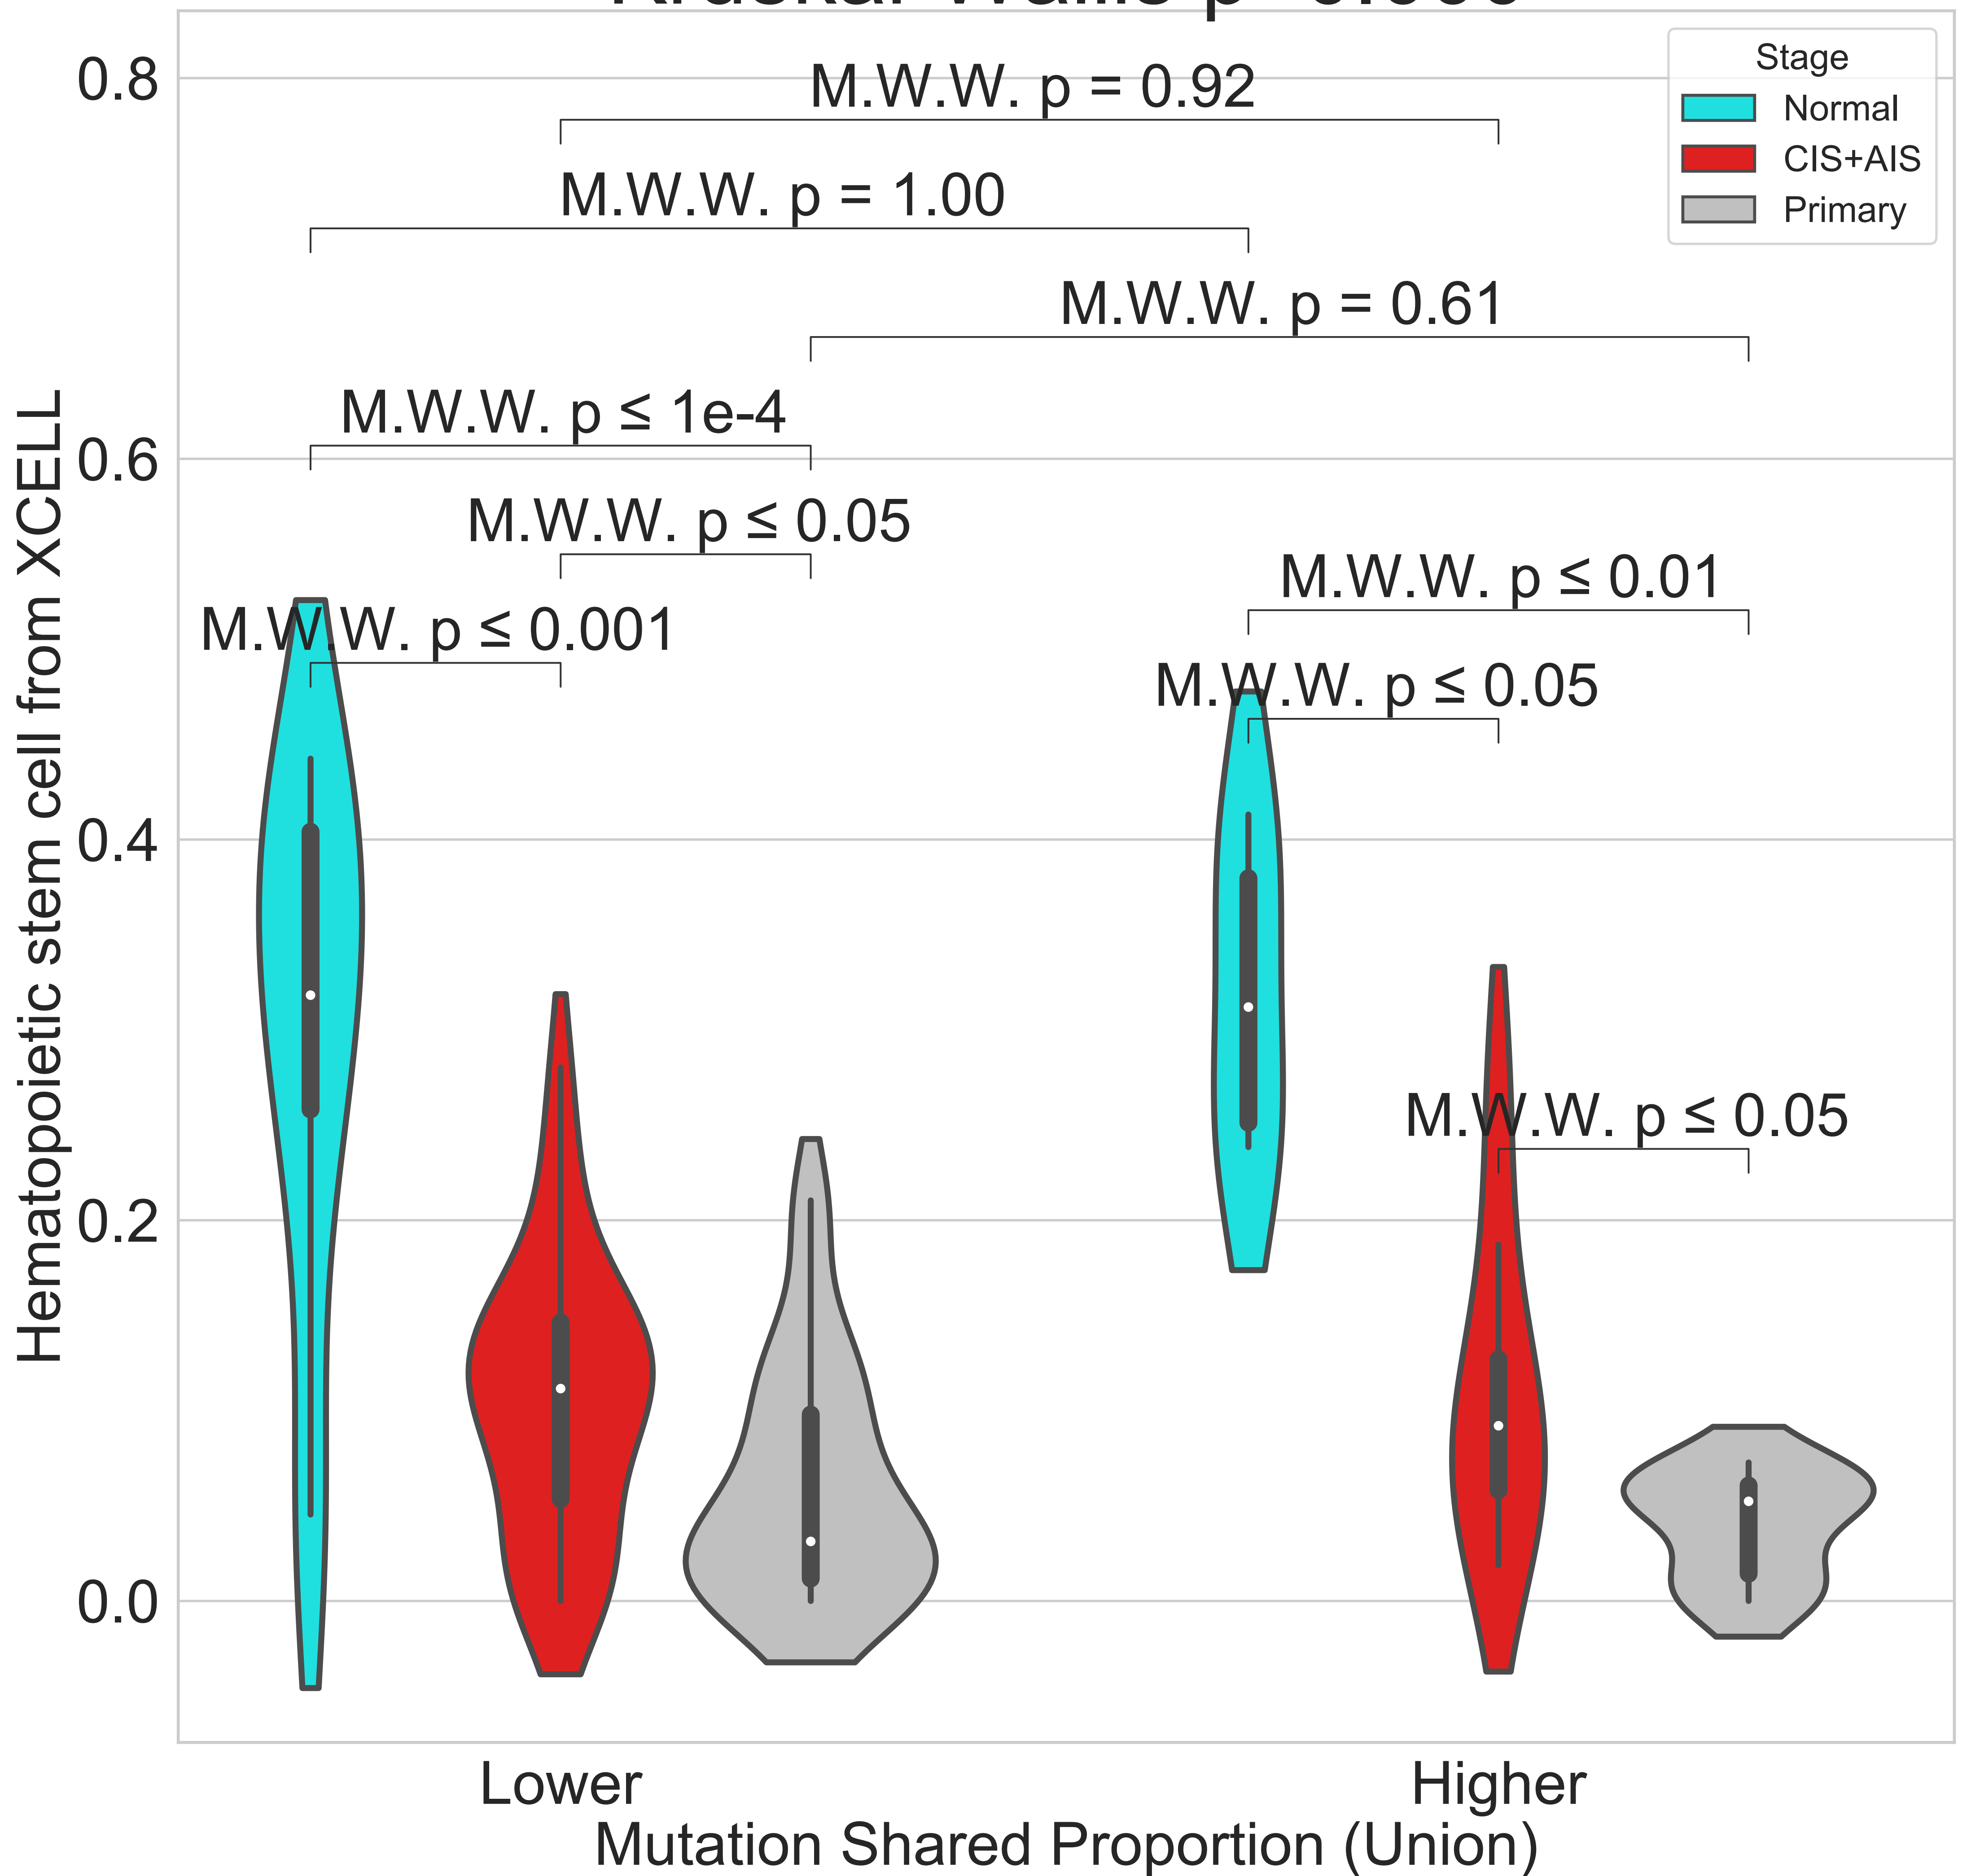 0.8
0.6
0.4
0.2
0.0
Hematopoietic stem cell from XCELL
Stage
Normal
CIS+AIS
Primary
M.W.W. p = 0.92
M.W.W. p = 1.00
M.W.W. p = 0.61
M.W.W. p ≤ 1e-4
M.W.W. p ≤ 0.05
M.W.W. p ≤ 0.001
M.W.W. p ≤ 0.01
M.W.W. p ≤ 0.05
M.W.W. p ≤ 0.05
Lower
Higher
Mutation Shared Proportion (Union)